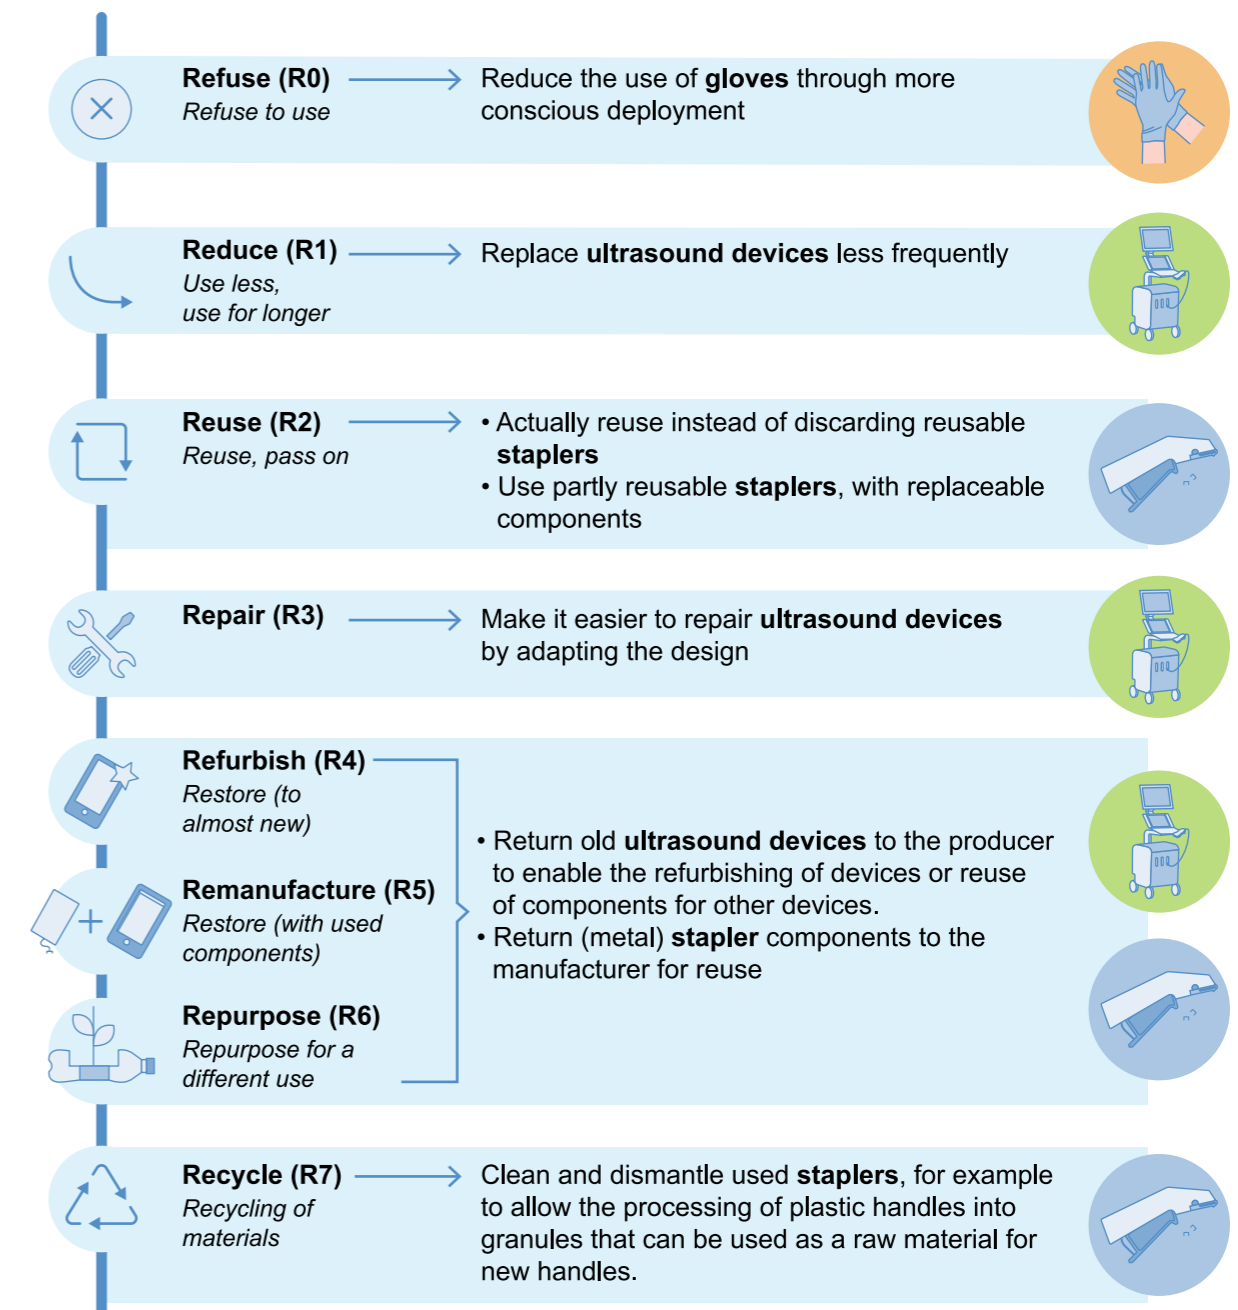 Refuse (R0)
Refuse to use
Reduce the use of gloves through more
conscious deployment
Reduce (R1)
Use less,
use for longer
Replace ultrasound devices less frequently
Reuse (R2)
Reuse, pass on
• Actually reuse instead of discarding reusable
staplers
• Use partly reusable staplers, with replaceable
components
Repair (R3)
Make it easier to repair ultrasound devices
by adapting the design
Refurbish (R4)
Restore (to
almost new)
Remanufacture (R5)
Restore (with used
components)
Repurpose (R6)
Repurpose for a
different use
• Return old ultrasound devices to the producer
to enable the refurbishing of devices or reuse
of components for other devices.
• Return (metal) stapler components to the
manufacturer for reuse
Recycle (R7)
Recycling of
materials
Clean and dismantle used staplers, for example
to allow the processing of plastic handles into
granules that can be used as a raw material for
new handles.